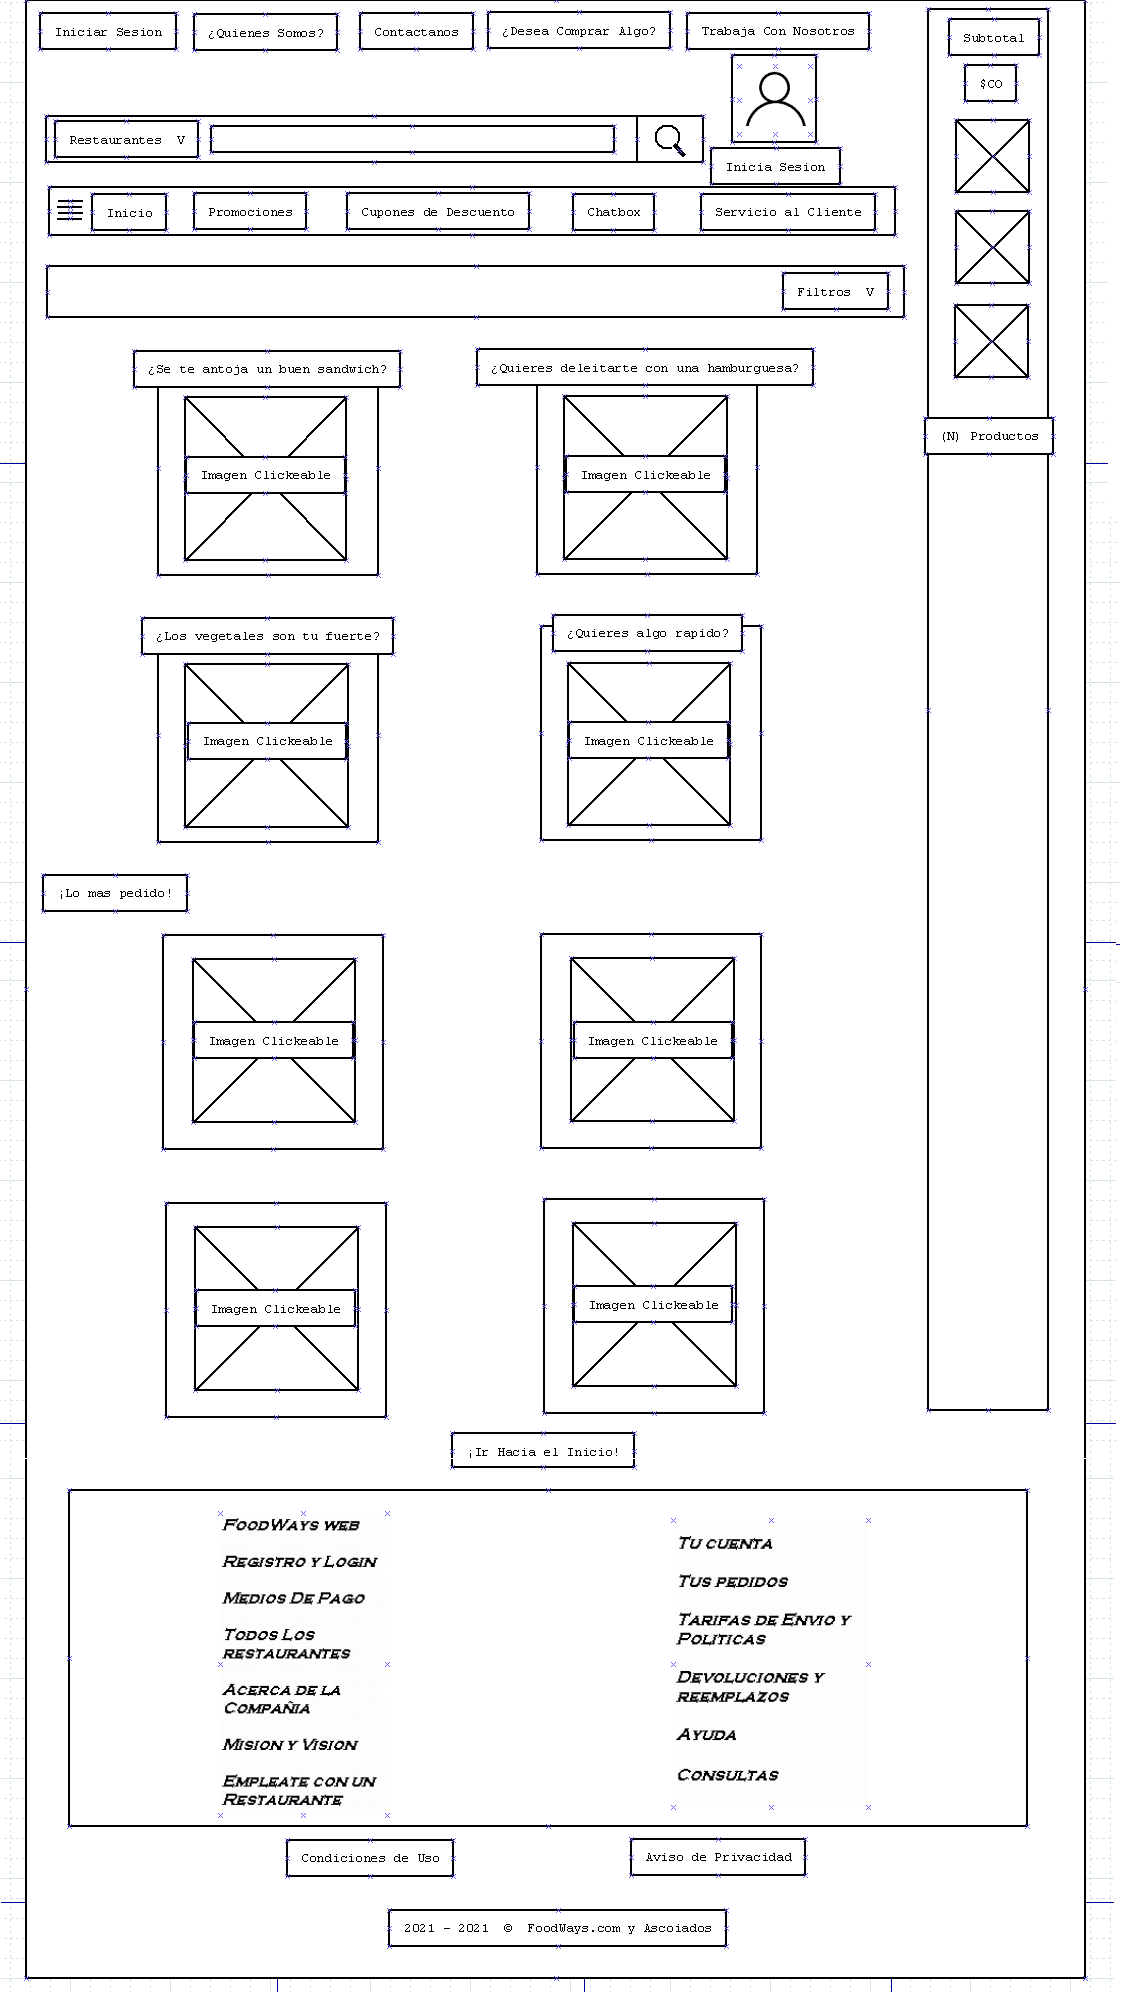 Iniciar Sesion
¿Quienes Somos?
Contactanos
¿Desea Comprar Algo?
Trabaja Con Nosotros
Subtotal
$CO
Restaurantes V
Inicia Sesion
Inicio
Promociones
Cupones de Descuento
Chatbox
Servicio al Cliente
Filtros V
¿Se te antoja un buen sandwich?
¿Quieres deleitarte con una hamburguesa?
(N) Productos
Imagen Clickeable
Imagen Clickeable
¿Los vegetales son tu fuerte?
¿Quieres algo rapido?
Imagen Clickeable
Imagen Clickeable
¡Lo mas pedido!
Imagen Clickeable
Imagen Clickeable
Imagen Clickeable
Imagen Clickeable
¡Ir Hacia el Inicio!
FoodWays web
Registro y Login
Medios De Pago
Todos Los
restaurantes
Acerca de la
Compañia
Mision y Vision
Empleate con un
Restaurante
Tu cuenta
Tus pedidos
Tarifas de Envio y
Politicas
Devoluciones y
reemplazos
Ayuda
Consultas
Condiciones de Uso
Aviso de Privacidad
2021 - 2021 © FoodWays.com y Ascoiados